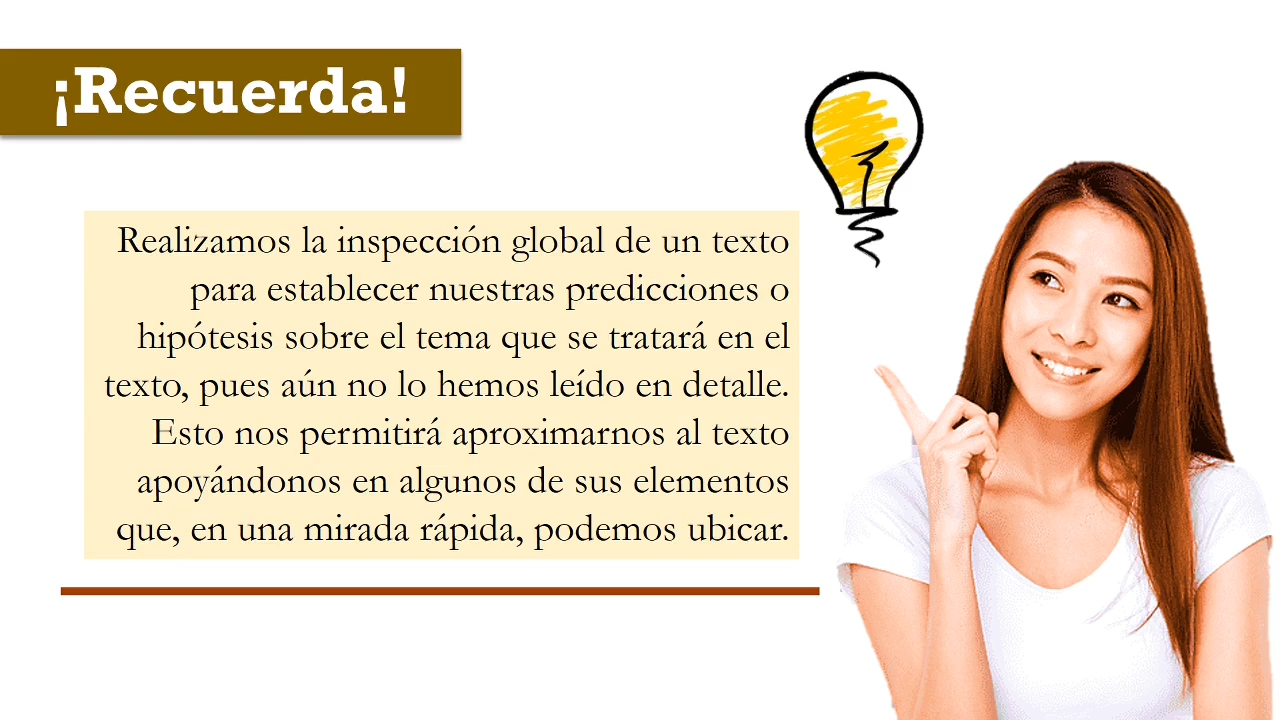 ¡Recuerda!
Realizamos la inspección global de un texto
para establecer nuestras predicciones o
hipótesis sobre el tema que se tratará en el
texto, pues aún no lo hemos leído en detalle.
Esto nos permitirá aproximarnos al texto
apoyándonos en algunos de sus elementos
que, en una mirada rápida, podemos ubicar.